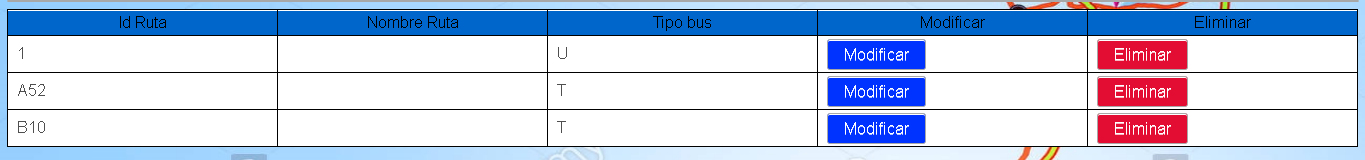 Id Ruta Nombre Ruta Tipo bus Modificar Eliminar
1 U Modificar Eliminar
A52 T Modificar Eliminar
B10 T Modificar Eliminar